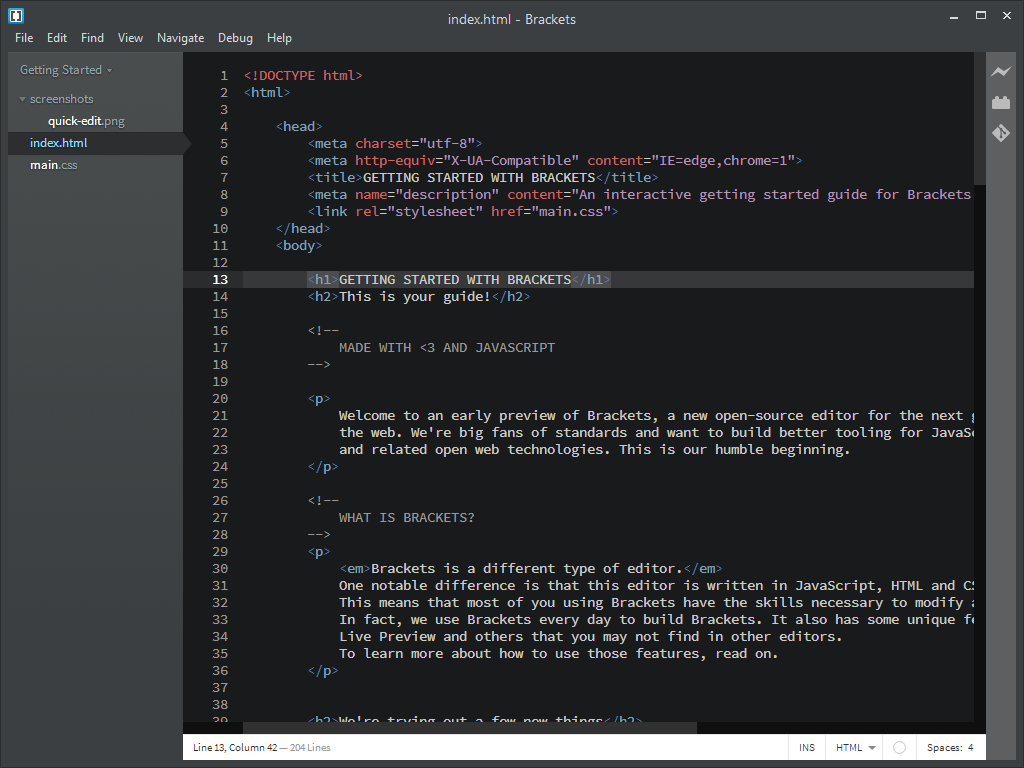 index.html - Brackets
File Edit Find View Navigate Debug Help
Getting Started
screenshots
quick-edit.png
index.html
main.css
1 <!DOCTYPE html>
2 <html>
3
4 <head>
5 <meta charset="utf-8">
6 <meta http-equiv="X-UA-Compatible" content="IE=edge,chrome=1">
7 <title>GETTING STARTED WITH BRACKETS</title>
8 <meta name="description" content="An interactive getting started guide for Brackets
9 <link rel="stylesheet" href="main.css">
10 </head>
11 <body>
12
13 <h1>GETTING STARTED WITH BRACKETS</h1>
14 <h2>This is your guide!</h2>
15
16 <!--
17 MADE WITH <3 AND JAVASCRIPT
18 -->
19
20 <p>
21 Welcome to an early preview of Brackets, a new open-source editor for the next
22 the web. We're big fans of standards and want to build better tooling for
23 and related open web technologies. This is our humble beginning.
24 </p>
25
26 <!--
27 WHAT IS BRACKETS?
28 -->
29 <p>
30 <em>Brackets is a different type of editor.</em>
31 One notable difference is that this editor is written in JavaScript, HTML and
32 This means that most of you using Brackets have the skills necessary to modify
33 In fact, we use Brackets every day to build Brackets. It also has some unique
34 Live Preview and others that you may not find in other editors.
35 To learn more about how to use those features, read on.
36 </p>
37
38
39 <h2>We're trying out a few new things</h2>
Line 13, Column 42 — 204 Lines
INS HTML Spaces: 4